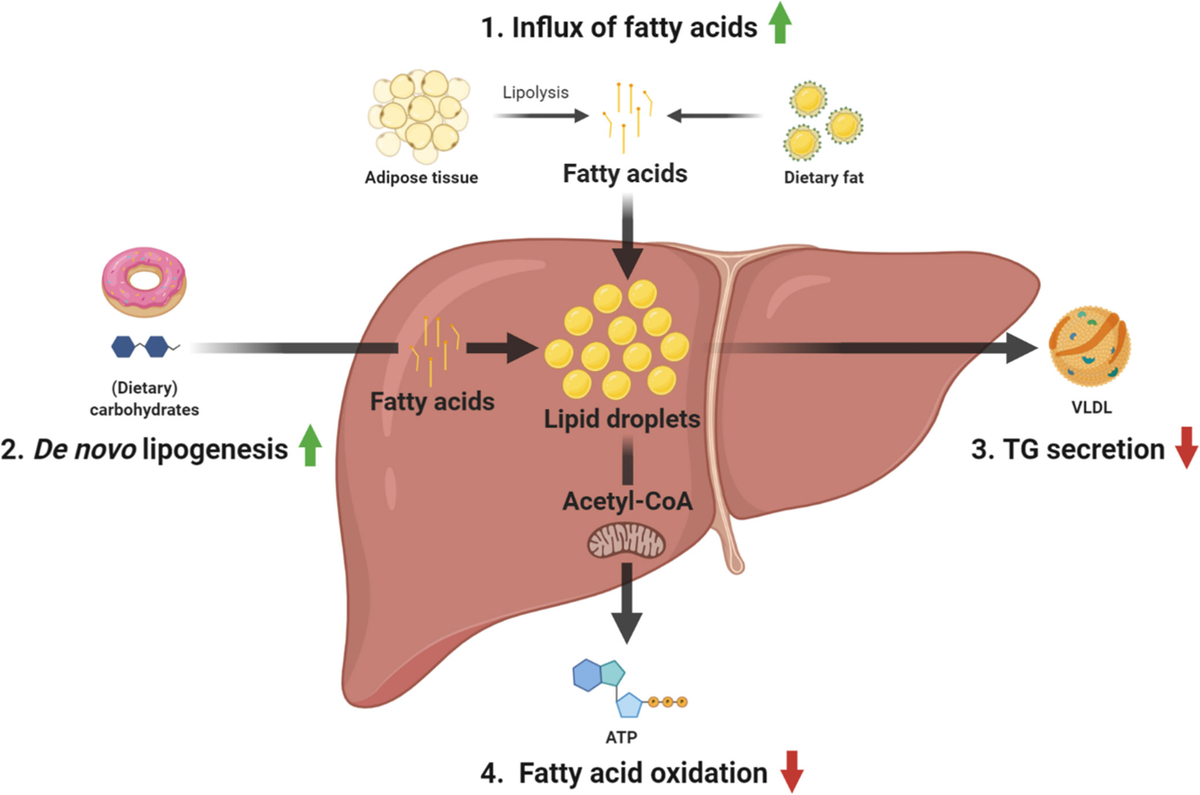 1. Influx of fatty acids
Lipolysis
Adipose tissue
Fatty acids
Dietary fat
(Dietary)
carbohydrates
2. De novo lipogenesis
Fatty acids
Lipid droplets
VLDL
3. TG secretion
Acetyl-CoA
ATP
4. Fatty acid oxidation